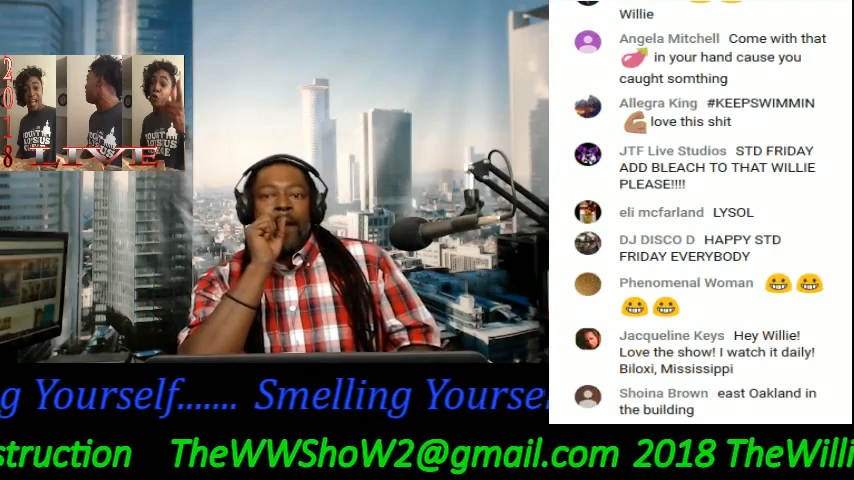 2018
LIVE
Willie
Angela Mitchell Come with that
🍆 in your hand cause you
caught somthing
Allegra King #KEEPSWIMMIN
💪🏽 love this shit
JTF Live Studios STD FRIDAY
ADD BLEACH TO THAT WILLIE
PLEASE!!!!
eli mcfarland LYSOL
DJ DISCO D HAPPY STD
FRIDAY EVERYBODY
Phenomenal Woman 😬 😬
😬 😬
Jacqueline Keys Hey Willie!
Love the show! I watch it daily!
Biloxi, Mississippi
Shoina Brown east Oakland in
the building
g Yourself....... Smelling Yourse
struction TheWWShoW2@gmail.com 2018 TheWilli